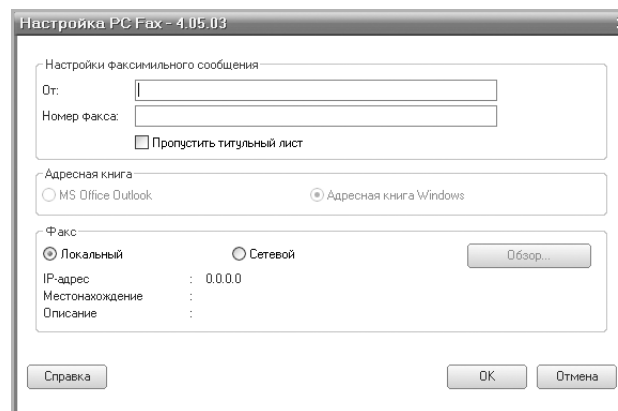 Настройка PC Fax - 4.05.03
Настройки факсимильного сообщения
От:
Номер факса:
Пропустить титульный лист
Адресная книга
MS Office Outlook Адресная книга Windows
Факс
Локальный Сетевой Обзор...
IP-адрес : 0.0.0.0
Местонахождение :
Описание :
Справка OK Отмена